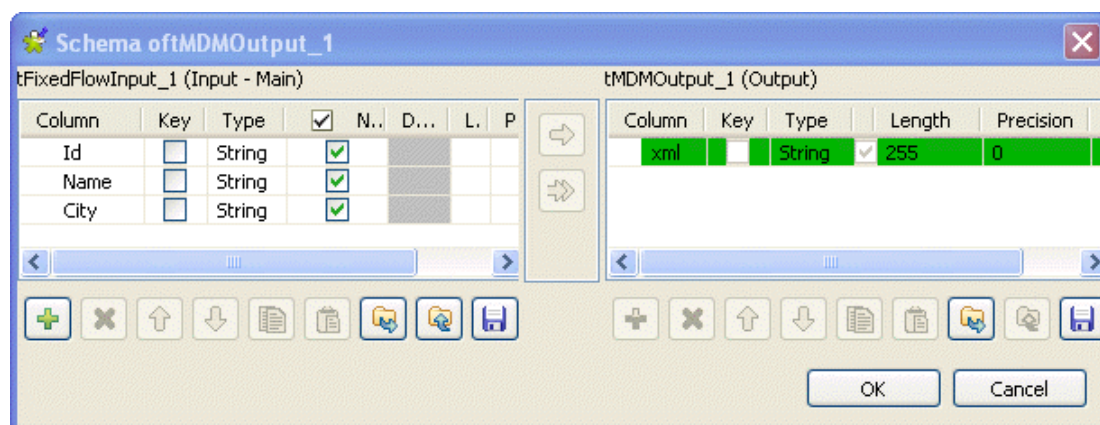 Schema oftMDMOutput_1
tFixedFlowInput_1 (Input - Main)
tMDMOutput_1 (Output)
Column Key Type N.. D... L. P
Column Key Type Length Precision
Id String
xml String 255 0
Name String
City String
OK Cancel